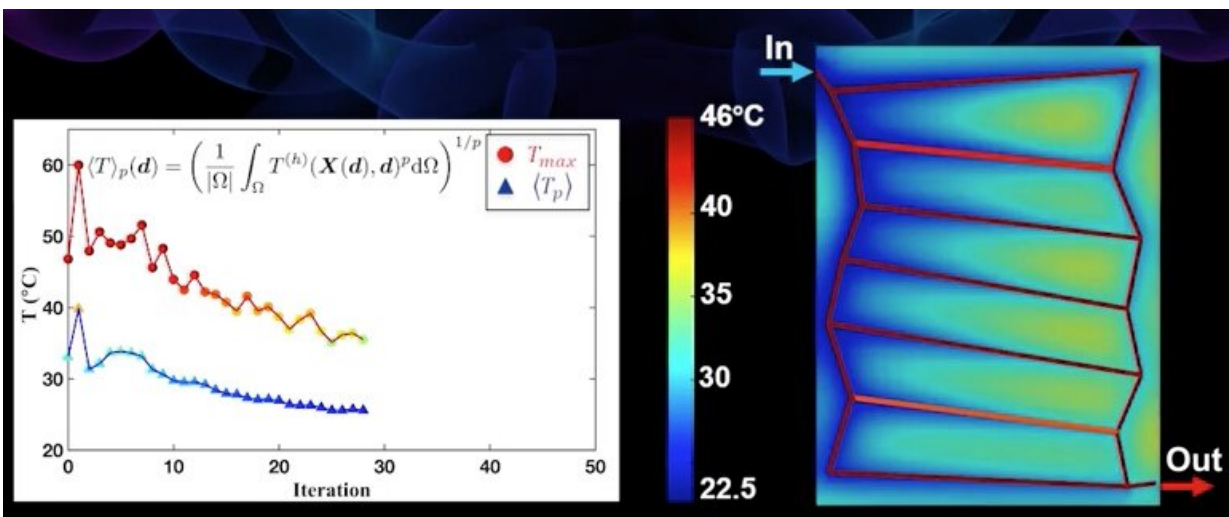 ⟨T⟩ₚ(d) = ( 1/|Ω| ∫_Ω T^(h)(X(d), d)^p dΩ )^(1/p)
T_max
⟨T_p⟩
60
50
40
30
20
T (°C)
0 10 20 30 40 50
Iteration
46°C
40
35
30
22.5
In
Out